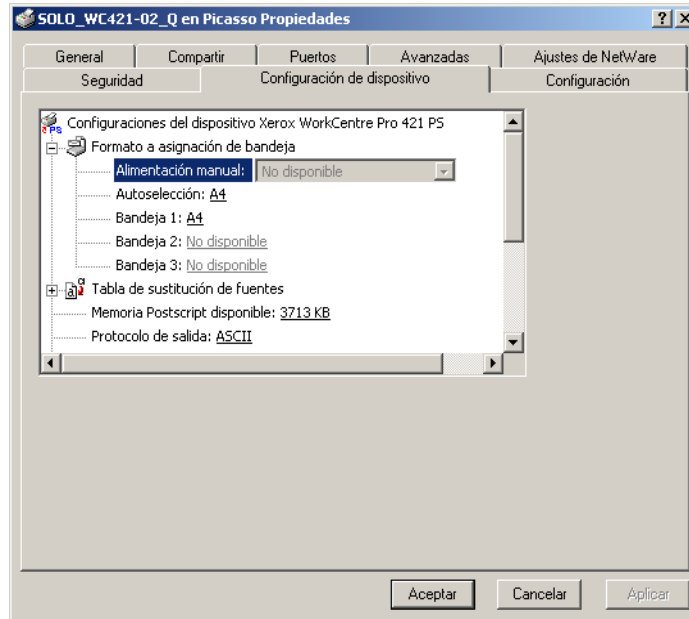 SOLO_WC421-02_Q en Picasso Propiedades
General Compartir Puertos Avanzadas Ajustes de NetWare
Seguridad Configuración de dispositivo Configuración
Configuraciones del dispositivo Xerox WorkCentre Pro 421 PS
Formato a asignación de bandeja
Alimentación manual: No disponible
Autoselección: A4
Bandeja 1: A4
Bandeja 2: No disponible
Bandeja 3: No disponible
Tabla de sustitución de fuentes
Memoria Postscript disponible: 3713 KB
Protocolo de salida: ASCII
Aceptar Cancelar Aplicar